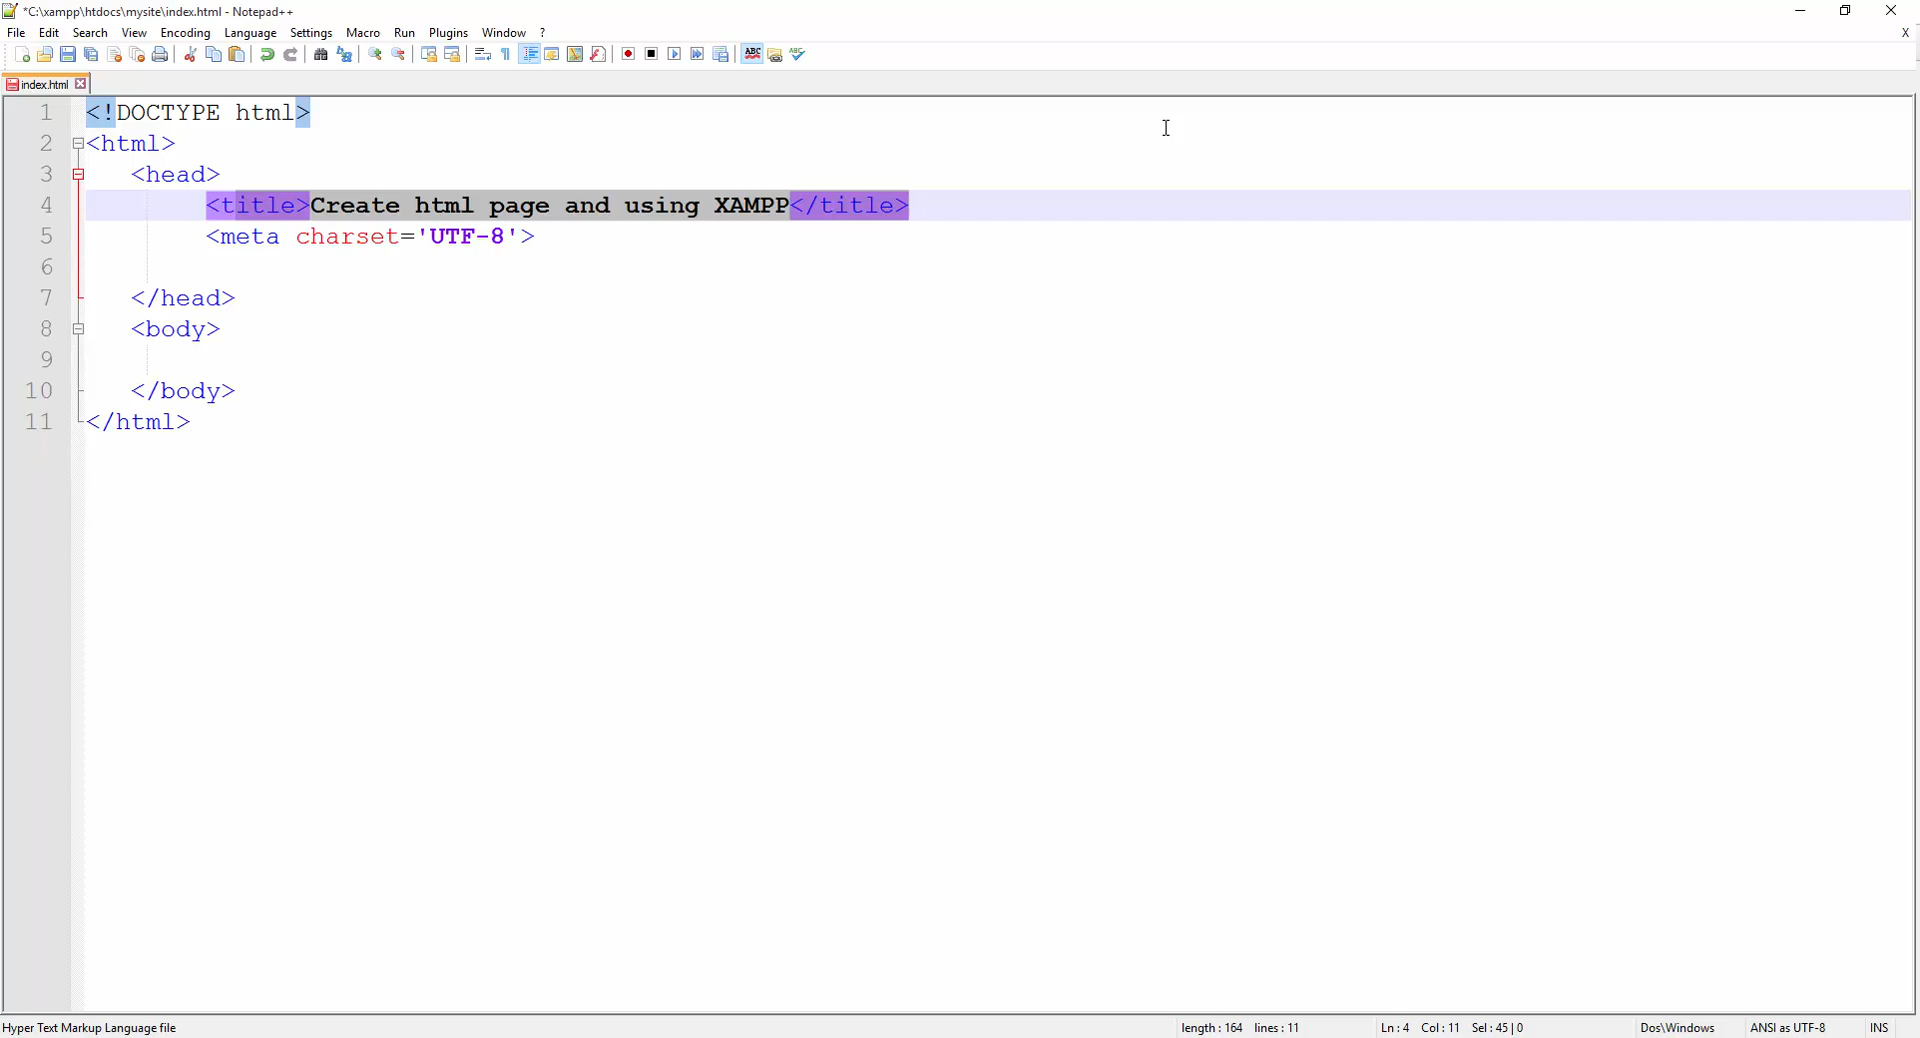 *C:\xampp\htdocs\mysite\index.html - Notepad++
File Edit Search View Encoding Language Settings Macro Run Plugins Window ? X
ABC ABC
index.html
1 <!DOCTYPE html>
2 <html>
3 <head>
4 <title>Create html page and using XAMPP</title>
5 <meta charset='UTF-8'>
6
7 </head>
8 <body>
9
10 </body>
11 </html>
Hyper Text Markup Language file length : 164 lines : 11 Ln : 4 Col : 11 Sel : 45 | 0 Dos\Windows ANSI as UTF-8 INS